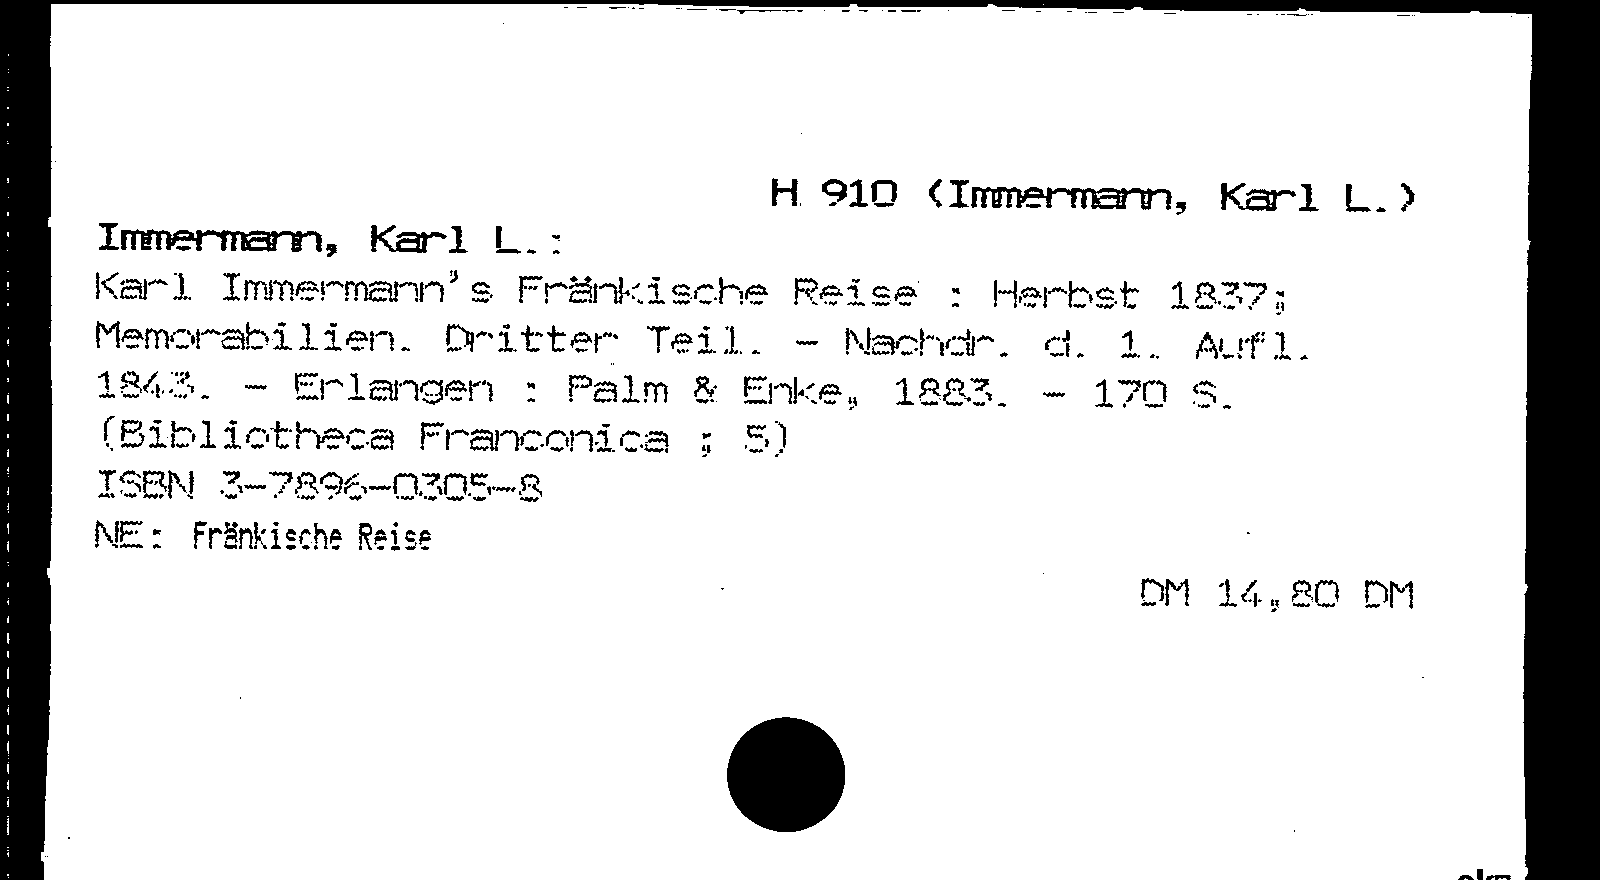 H 910 (Immermann, Karl L.)
Immermann, Karl L.:
Karl Immermann's Fränkische Reise : Herbst 1837;
Memorabilien. Dritter Teil. - Nachdr. d. 1. Aufl.
1843. - Erlangen : Palm & Enke, 1883. - 170 S.
(Bibliotheca Franconica ; 5)
ISBN 3-7896-0305-8
NE: Fränkische Reise
DM 14,80 DM